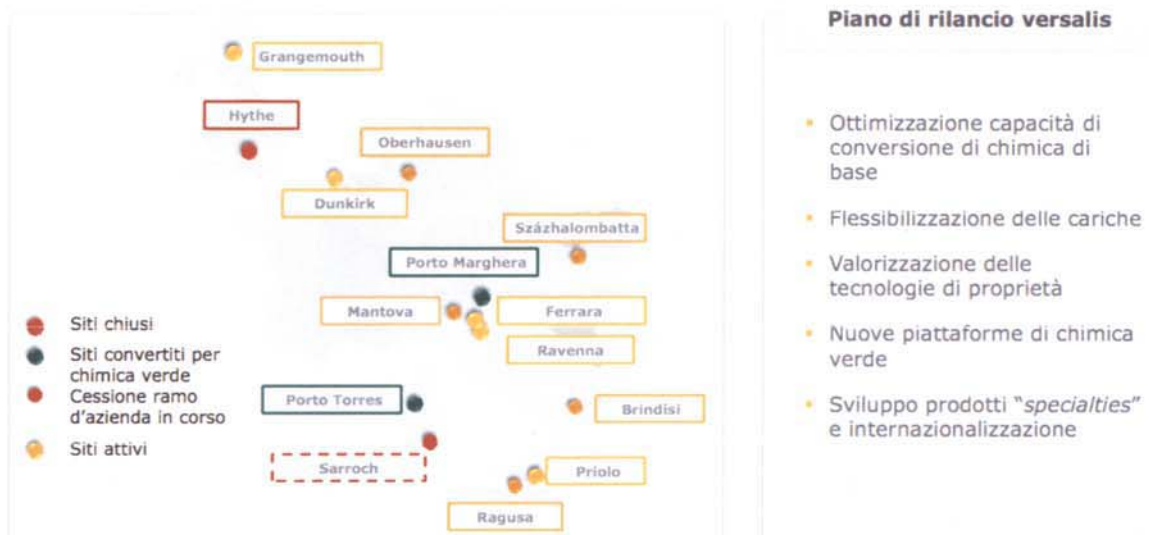 Piano di rilancio versalis
Grangemouth
Hythe
Oberhausen
Dunkirk
Százhalombatta
Porto Marghera
Mantova
Ferrara
Ravenna
Porto Torres
Brindisi
Sarroch
Priolo
Ragusa
Siti chiusi
Siti convertiti per
chimica verde
Cessione ramo
d'azienda in corso
Siti attivi
Ottimizzazione capacità di
conversione di chimica di
base
Flessibilizzazione delle cariche
Valorizzazione delle
tecnologie di proprietà
Nuove piattaforme di chimica
verde
Sviluppo prodotti "specialties"
e internazionalizzazione